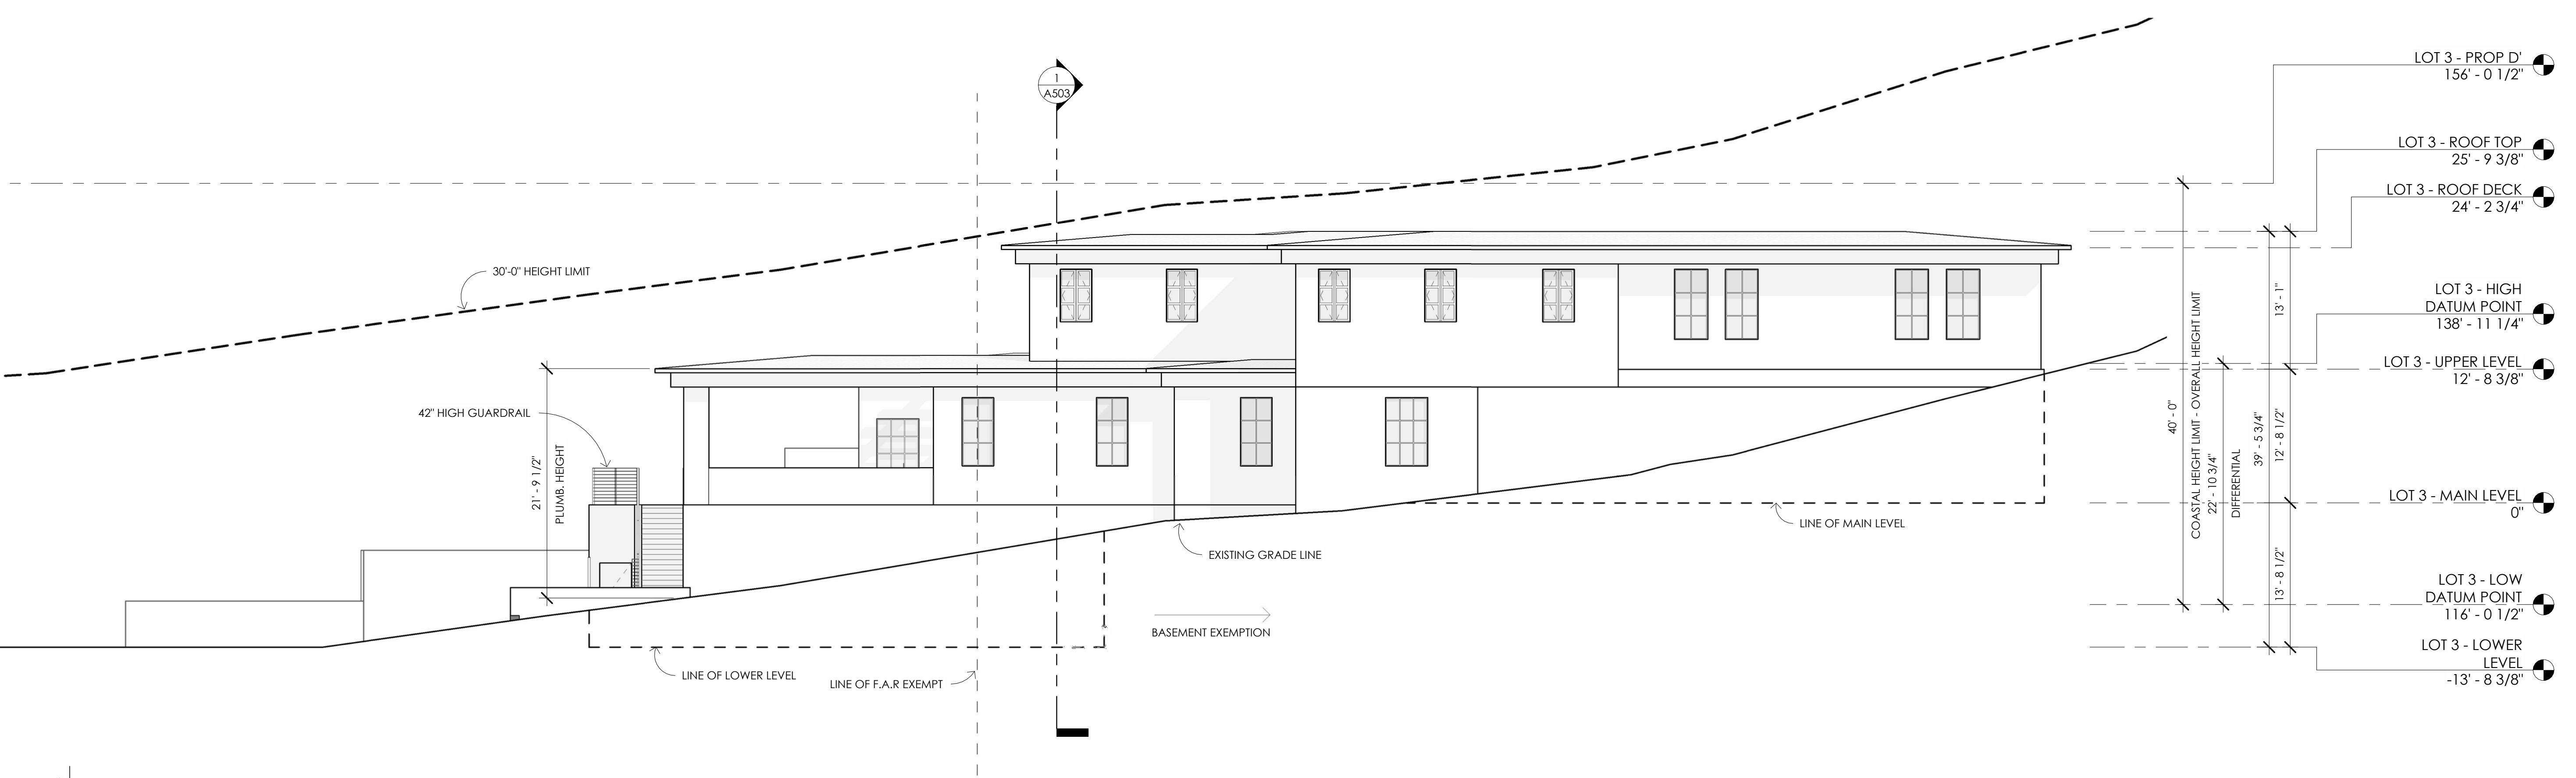 1
A503
LOT 3 - PROP D'
156' - 0 1/2"
LOT 3 - ROOF TOP
25' - 9 3/8"
LOT 3 - ROOF DECK
24' - 2 3/4"
30'-0" HEIGHT LIMIT
LOT 3 - HIGH
DATUM POINT
138' - 11 1/4"
LOT 3 - UPPER LEVEL
12' - 8 3/8"
42" HIGH GUARDRAIL
21' - 9 1/2"
PLUMB. HEIGHT
40' - 0"
COASTAL HEIGHT LIMIT - OVERALL HEIGHT LIMIT
22' - 10 3/4"
DIFFERENTIAL
39' - 5 3/4"
13' - 1"
12' - 8 1/2"
13' - 8 1/2"
LOT 3 - MAIN LEVEL
0"
LINE OF MAIN LEVEL
EXISTING GRADE LINE
LOT 3 - LOW
DATUM POINT
116' - 0 1/2"
BASEMENT EXEMPTION
LOT 3 - LOWER
LEVEL
-13' - 8 3/8"
LINE OF LOWER LEVEL
LINE OF F.A.R EXEMPT